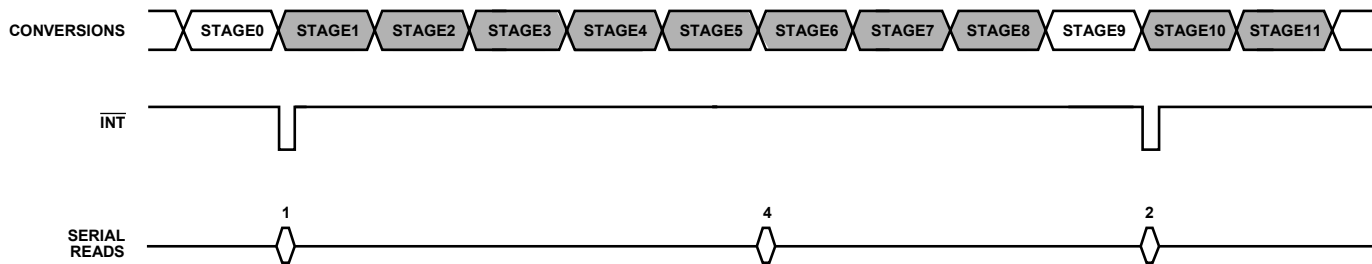 CONVERSIONS STAGE0 STAGE1 STAGE2 STAGE3 STAGE4 STAGE5 STAGE6 STAGE7 STAGE8 STAGE9 STAGE10 STAGE11
INT
1 4 2
SERIAL
READS